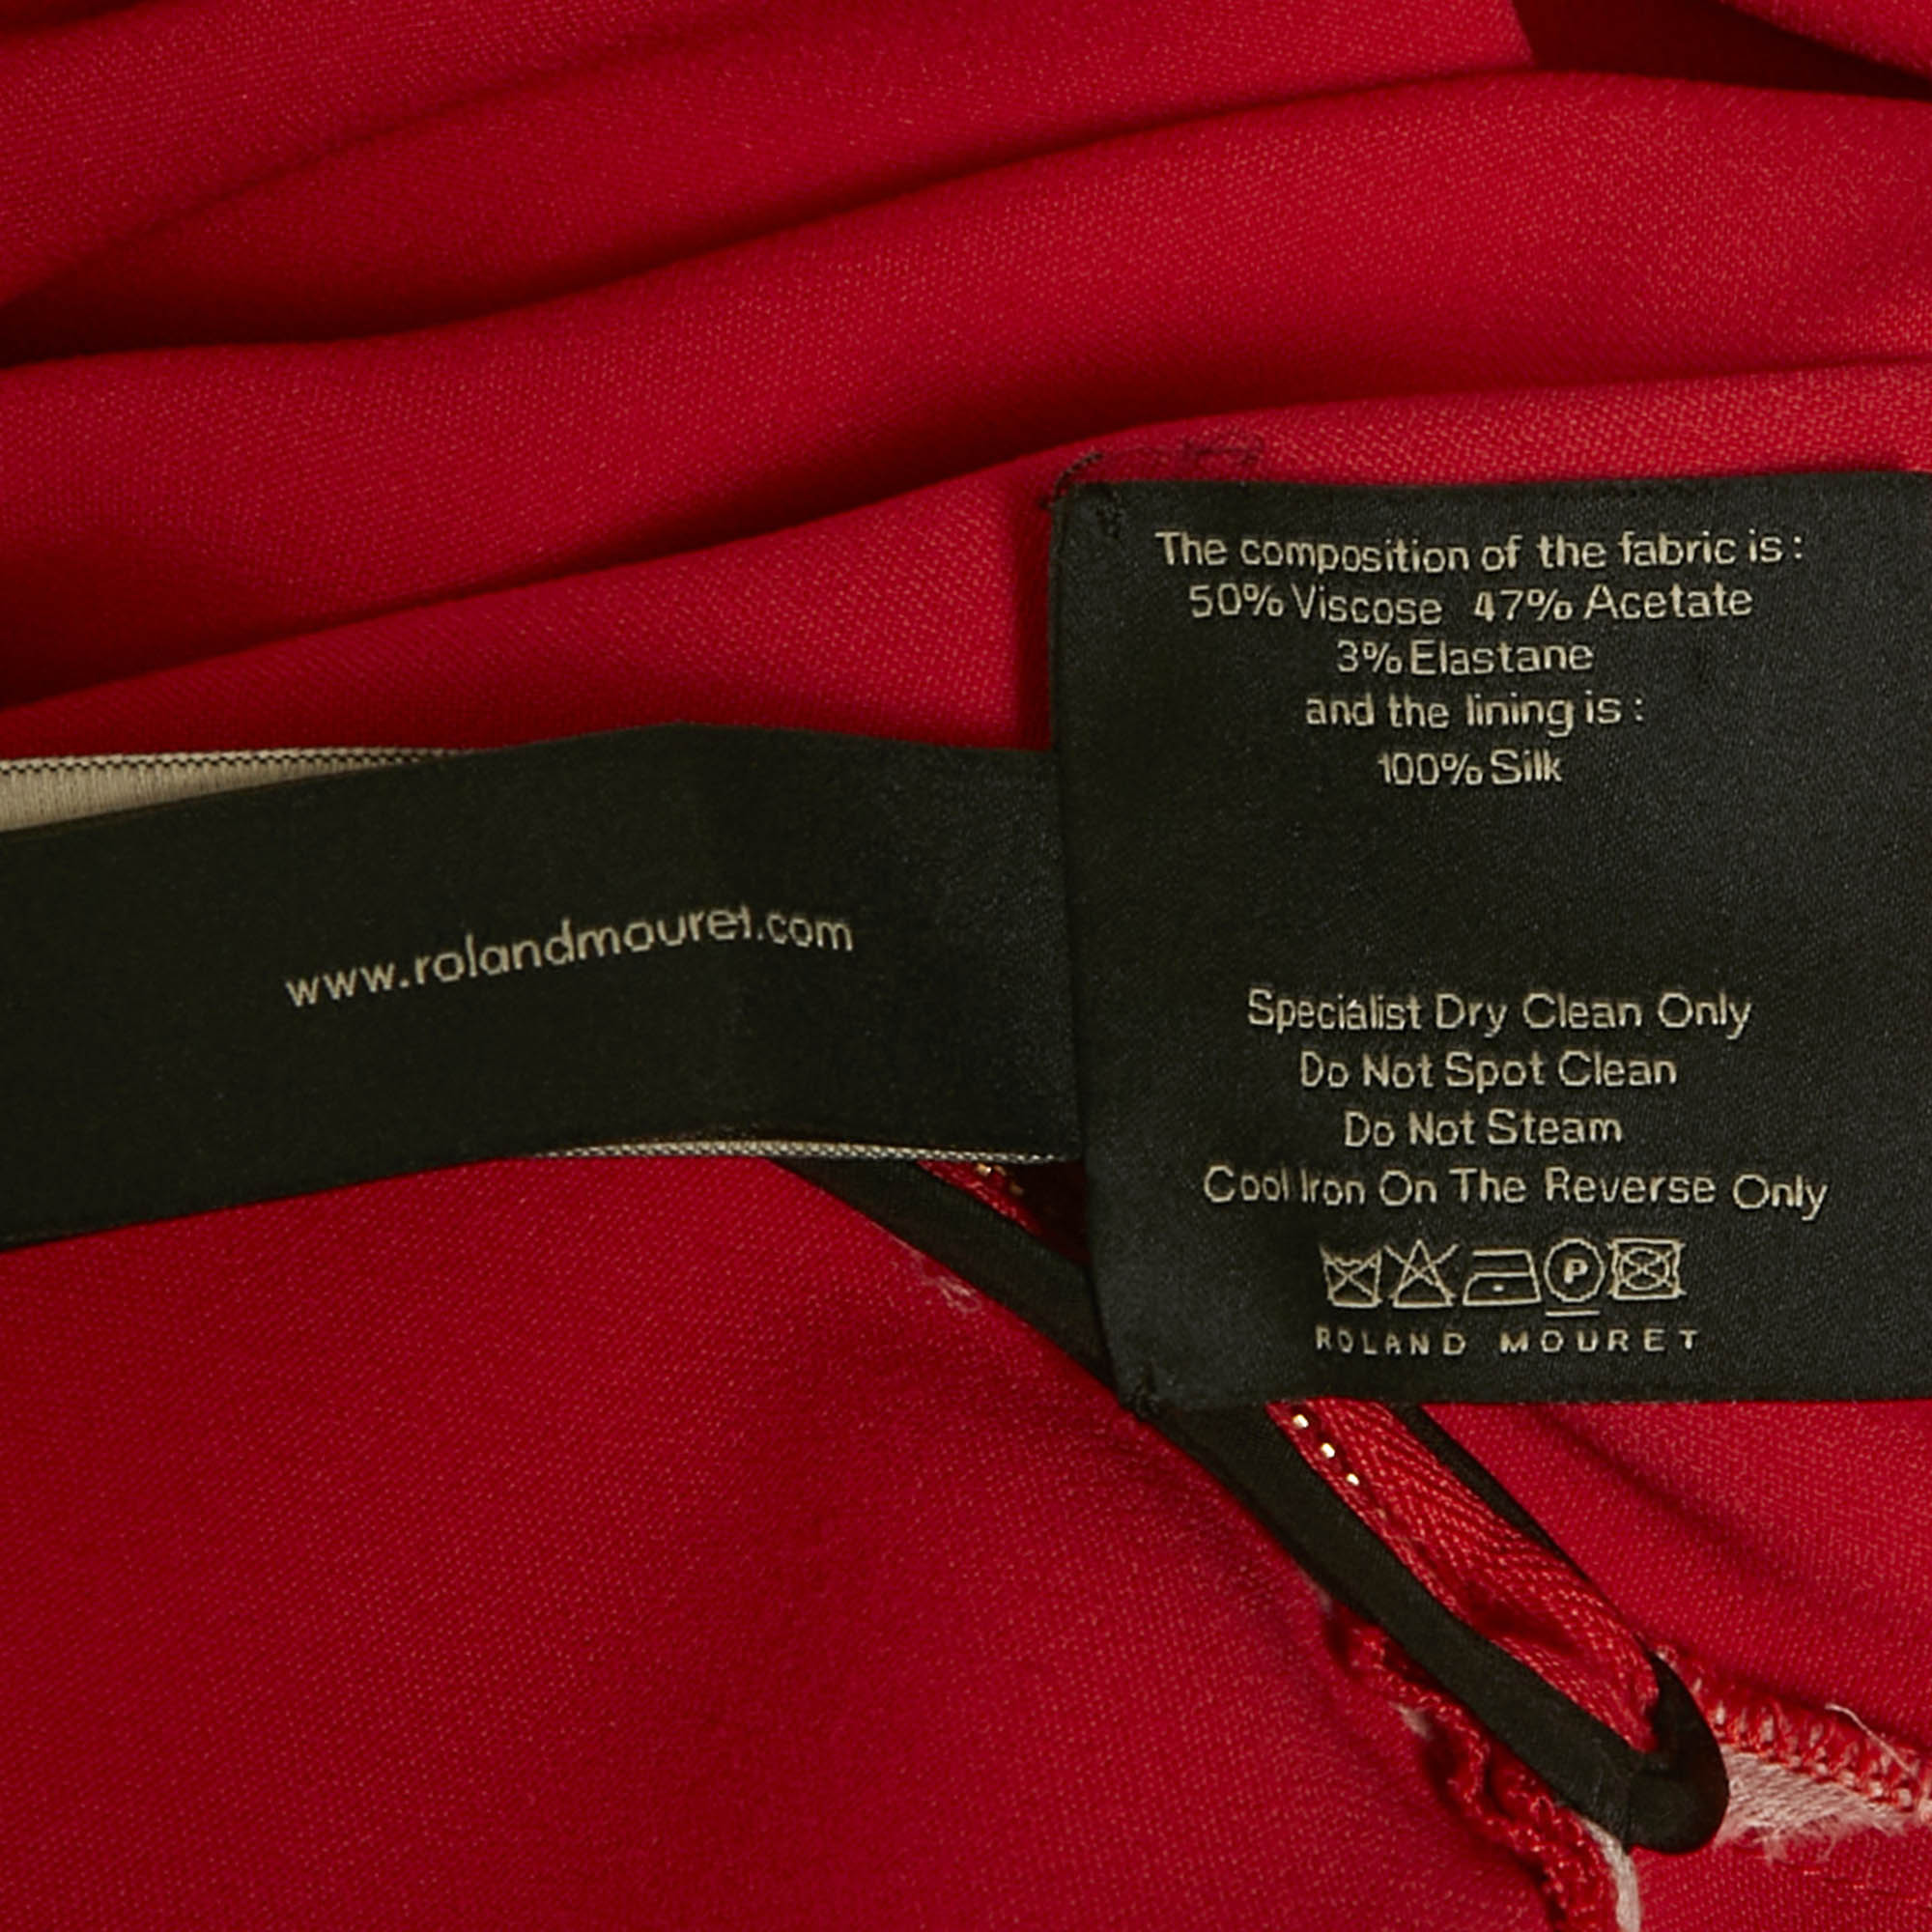 The composition of the fabric is :
50% Viscose 47% Acetate
3% Elastane
and the lining is :
100% Silk
www.rolandmouret.com
Specialist Dry Clean Only
Do Not Spot Clean
Do Not Steam
Cool Iron On The Reverse Only
P
ROLAND MOURET